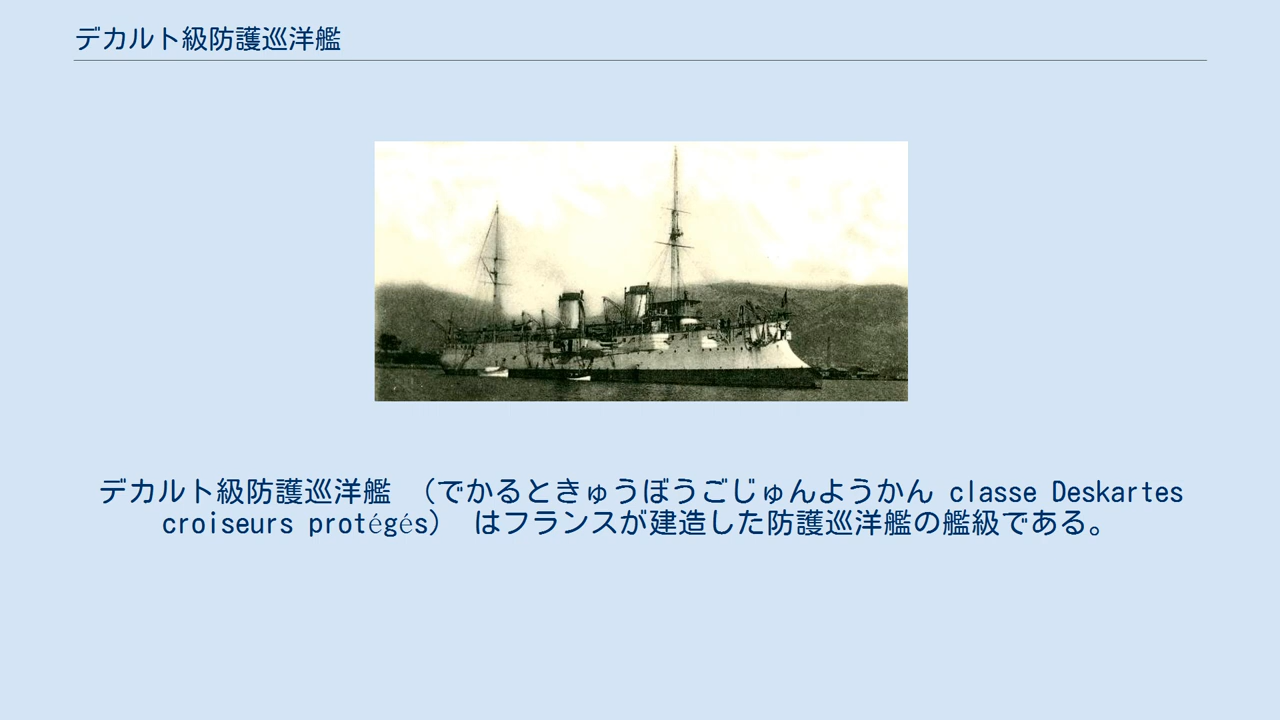 デカルト級防護巡洋艦
デカルト級防護巡洋艦 （でかるときゅうぼうごじゅんようかん classe Deskartes
croiseurs protégés） はフランスが建造した防護巡洋艦の艦級である。